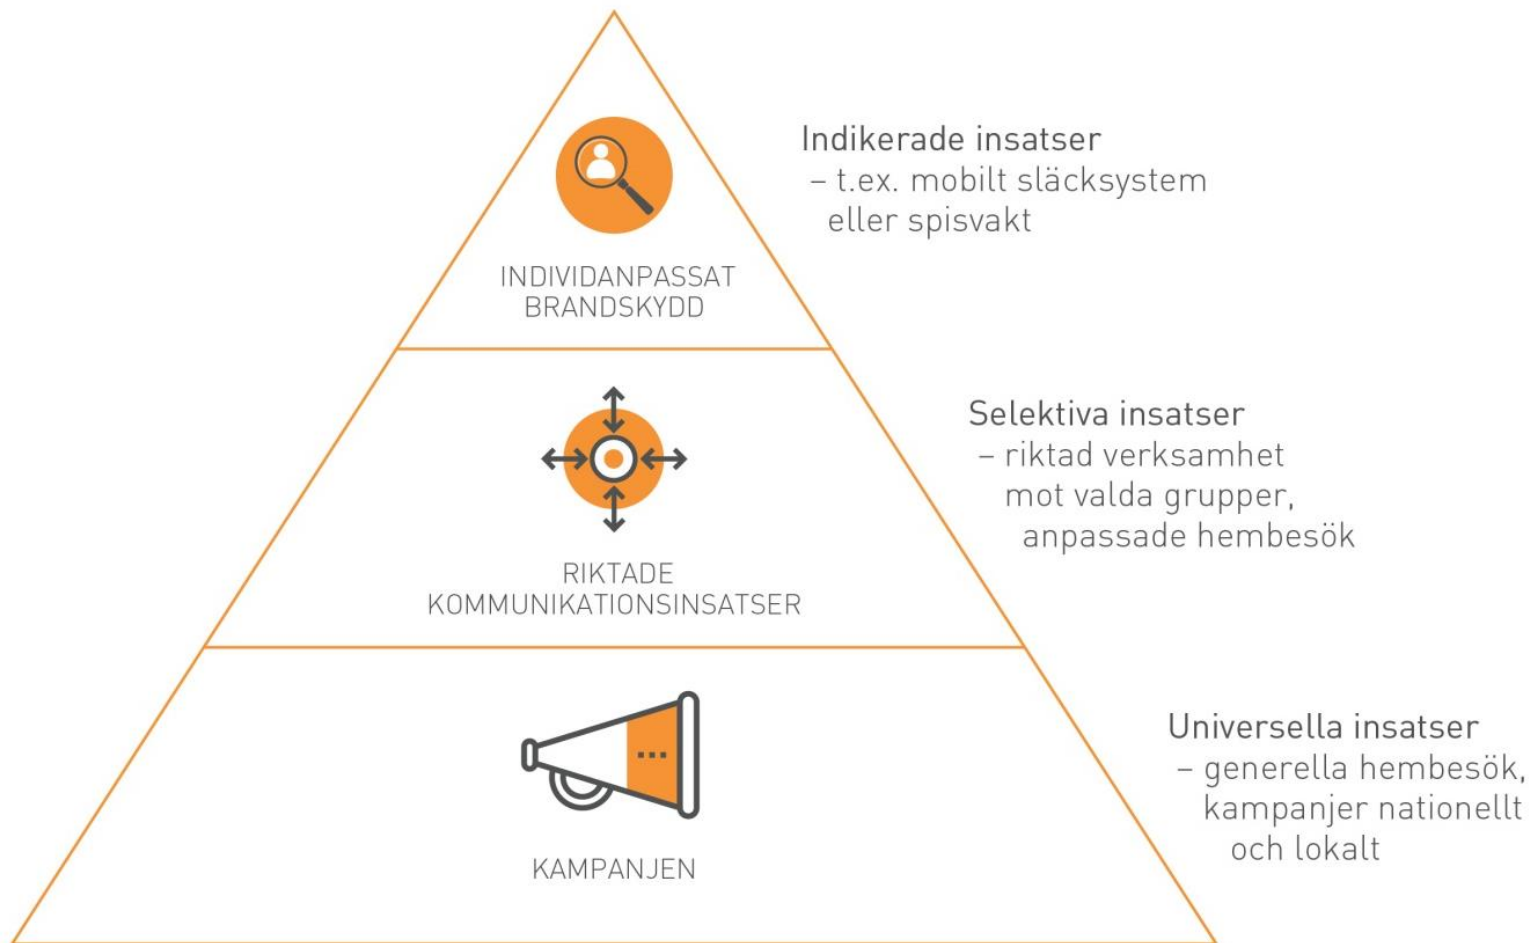 Indikerade insatser
– t.ex. mobilt släcksystem
eller spisvakt
INDIVIDANPASSAT
BRANDSKYDD
Selektiva insatser
– riktad verksamhet
mot valda grupper,
anpassade hembesök
RIKTADE
KOMMUNIKATIONSINSATSER
Universella insatser
– generella hembesök,
kampanjer nationellt
och lokalt
KAMPANJEN